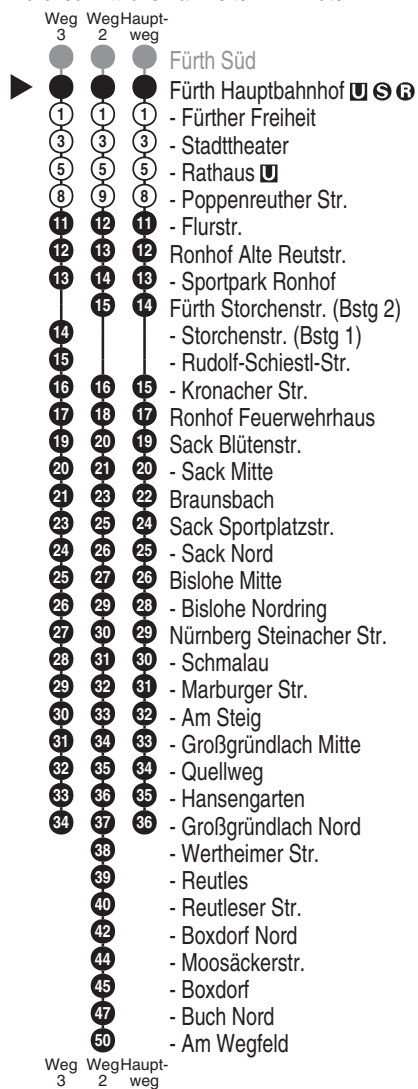 Weg Weg Haupt-
3 2 weg
Fürth Süd
Fürth Hauptbahnhof U S R
1 1 1 - Fürther Freiheit
3 3 3 - Stadttheater
5 5 5 - Rathaus U
8 9 8 - Poppenreuther Str.
11 12 11 - Flurstr.
12 13 12 Ronhof Alte Reutstr.
13 14 13 - Sportpark Ronhof
15 14 Fürth Storchenstr. (Bstg 2)
14 - Storchenstr. (Bstg 1)
15 - Rudolf-Schiestl-Str.
16 16 15 - Kronacher Str.
17 18 17 Ronhof Feuerwehrhaus
19 20 19 Sack Blütenstr.
20 21 20 - Sack Mitte
21 23 22 Braunsbach
23 25 24 Sack Sportplatzstr.
24 26 25 - Sack Nord
25 27 26 Bislohe Mitte
26 29 28 - Bislohe Nordring
27 30 29 Nürnberg Steinacher Str.
28 31 30 - Schmalau
29 32 31 - Marburger Str.
30 33 32 - Am Steig
31 34 33 - Großgründlach Mitte
32 35 34 - Quellweg
33 36 35 - Hansengarten
34 37 36 - Großgründlach Nord
38 - Wertheimer Str.
39 - Reutles
40 - Reutleser Str.
42 - Boxdorf Nord
44 - Moosäckerstr.
45 - Boxdorf
47 - Buch Nord
50 - Am Wegfeld
Weg Weg Haupt-
3 2 weg